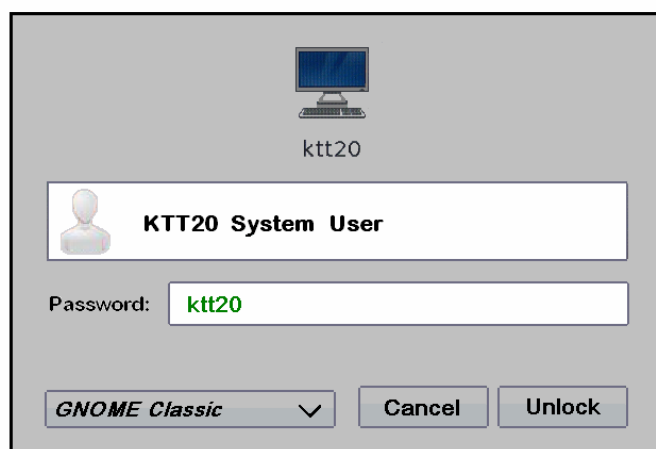 ktt20
KTT20 System User
Password: ktt20
GNOME Classic Cancel Unlock